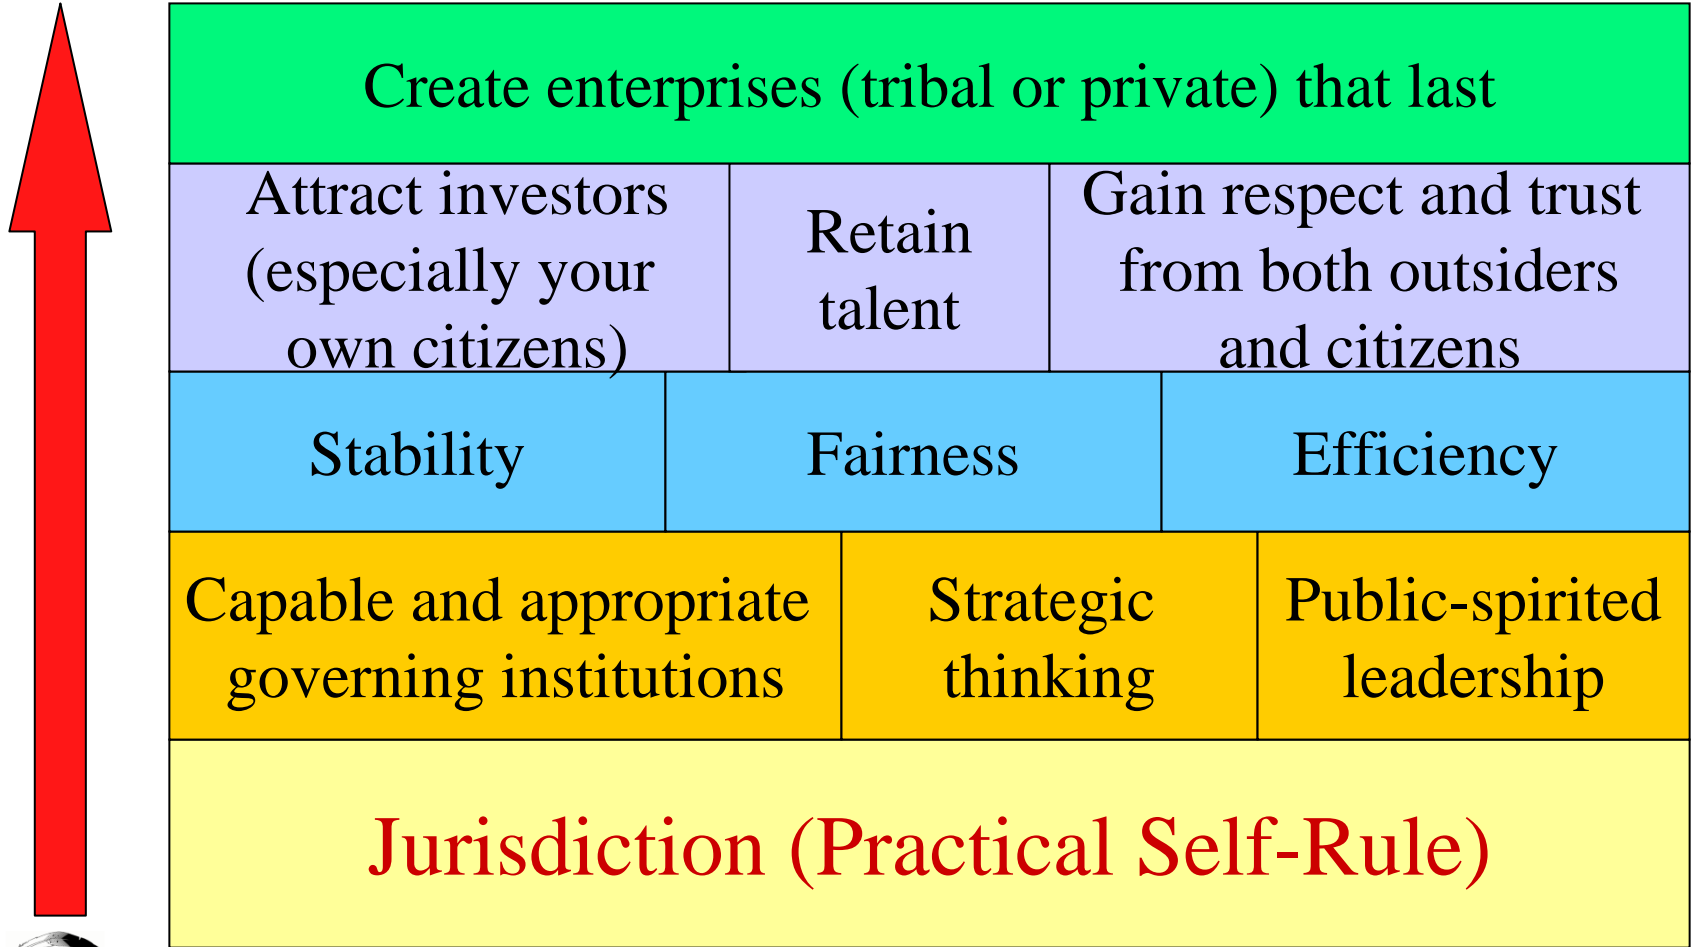 Create enterprises (tribal or private) that last
Attract investors
(especially your
own citizens)
Retain
talent
Gain respect and trust
from both outsiders
and citizens
Stability
Fairness
Efficiency
Capable and appropriate
governing institutions
Strategic
thinking
Public-spirited
leadership
Jurisdiction (Practical Self-Rule)